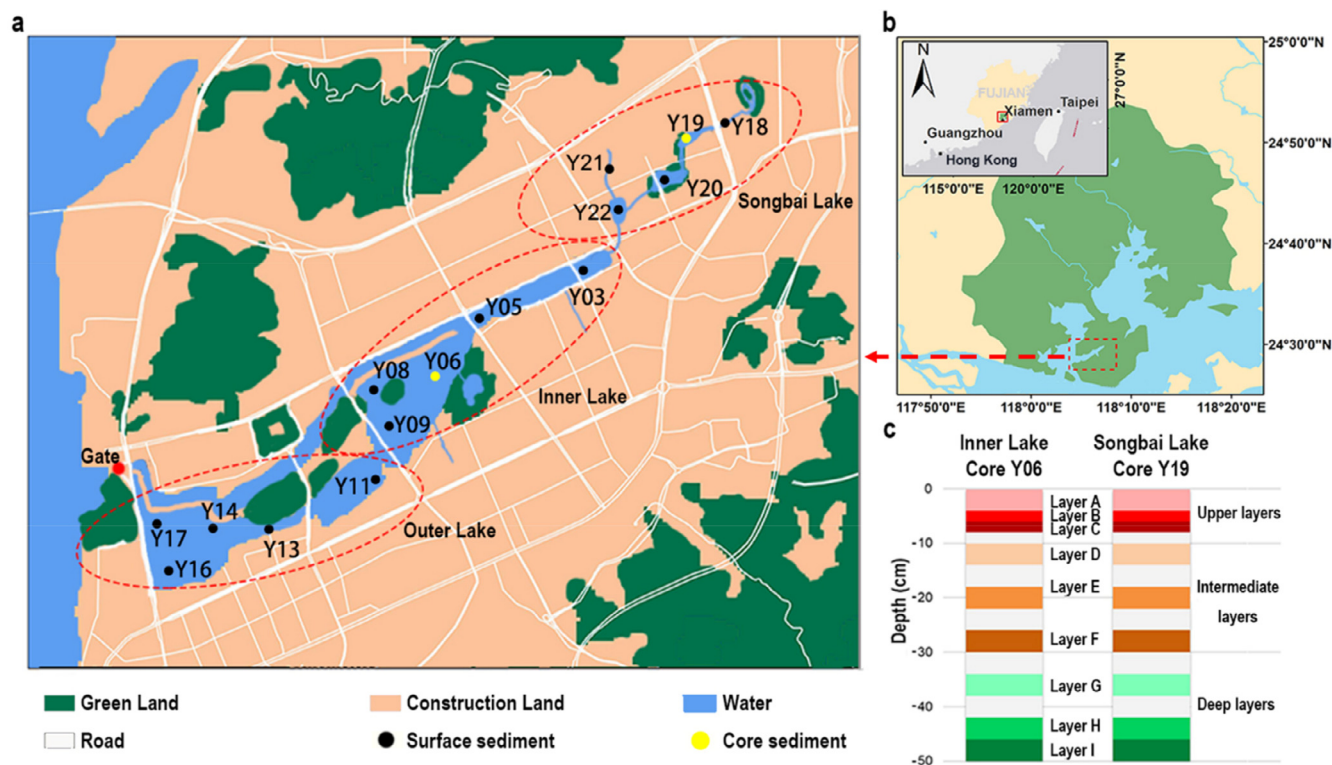 a
Y18
Y19
Y21
Y20
Y22
Songbai Lake
Y03
Y05
Y06
Y08
Inner Lake
Y09
Gate
Y11
Y14
Outer Lake
Y17
Y13
Y16
Green Land
Construction Land
Water
Road
Surface sediment
Core sediment
b
N
FUJIAN
Xiamen
Taipei
Guangzhou
Hong Kong
115°0'0"E
120°0'0"E
27°0'0"N
25°0'0"N
24°50'0"N
24°40'0"N
24°30'0"N
117°50'0"E
118°0'0"E
118°10'0"E
118°20'0"E
c
Inner Lake
Core Y06
Songbai Lake
Core Y19
Depth (cm)
0
-10
-20
-30
-40
-50
Layer A
Layer B
Layer C
Layer D
Layer E
Layer F
Layer G
Layer H
Layer I
Upper layers
Intermediate
layers
Deep layers